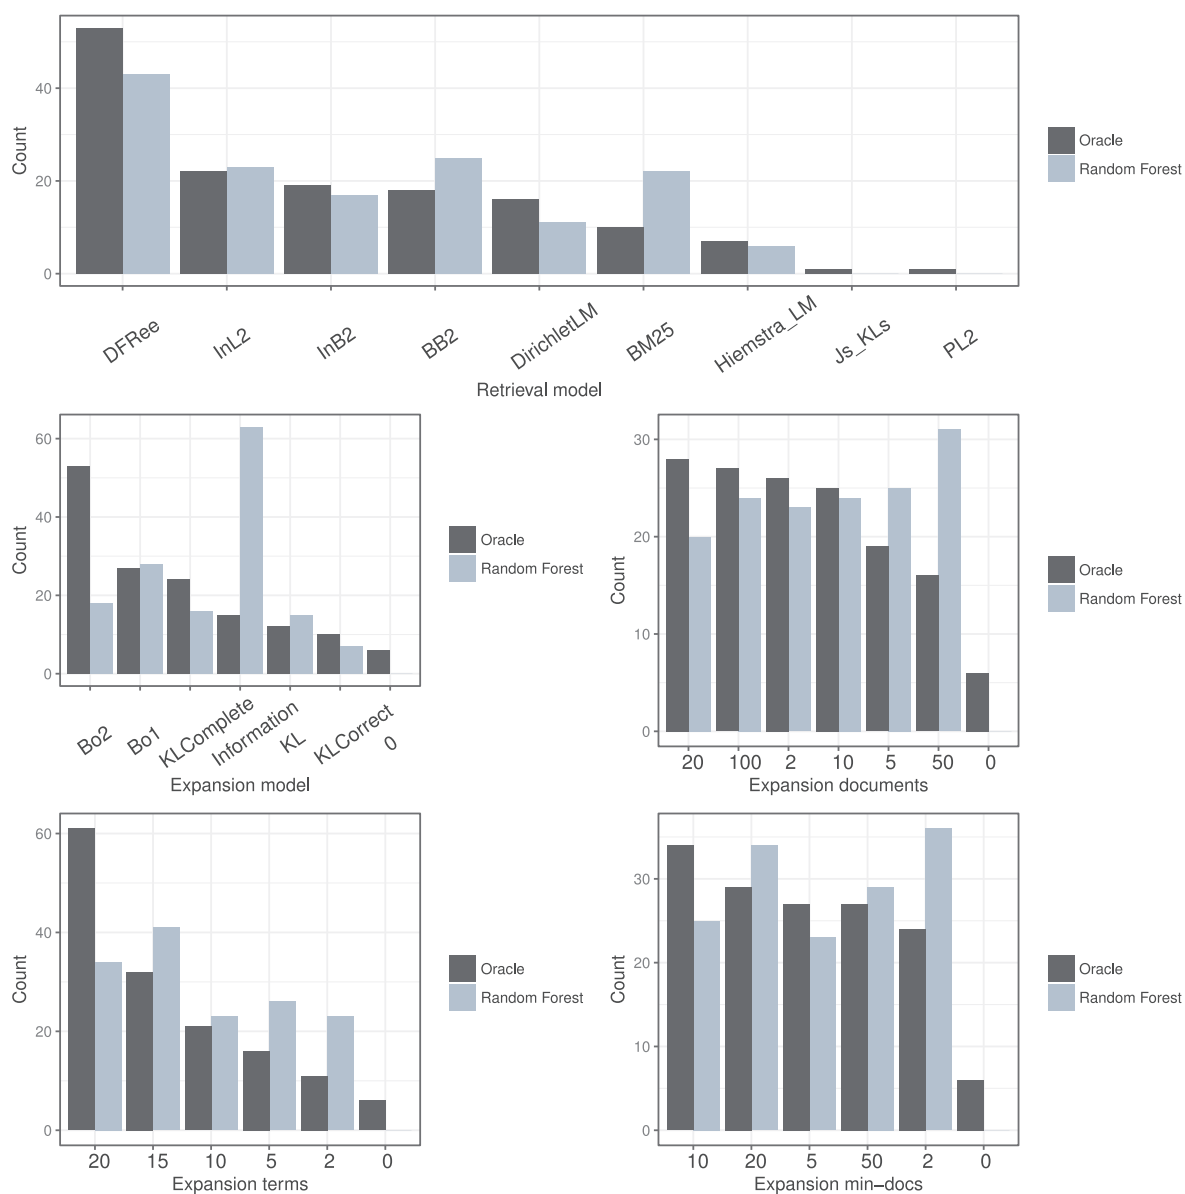 40
20
0
Count
DFRee
InL2
InB2
BB2
DirichletLM
BM25
Hiemstra_LM
Js_KLs
PL2
Retrieval model
Oracle
Random Forest
60
40
20
0
Count
Bo2
Bo1
KLComplete
Information
KL
KLCorrect
0
Expansion model
Oracle
Random Forest
30
20
10
0
Count
20 100 2 10 5 50 0
Expansion documents
Oracle
Random Forest
60
40
20
0
Count
20 15 10 5 2 0
Expansion terms
Oracle
Random Forest
30
20
10
0
Count
10 20 5 50 2 0
Expansion min−docs
Oracle
Random Forest